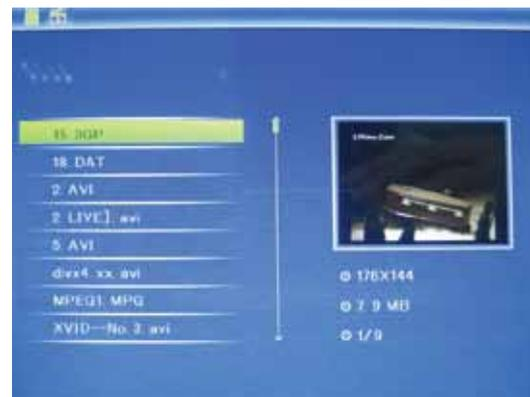 15. 3GP
18. DAT
2. AVI
2. LIVE]. avi
5. AVI
divx4. xx. avi
MPEG1. MPG
XVID--No. 3. avi
176X144
7. 9 MB
1/9